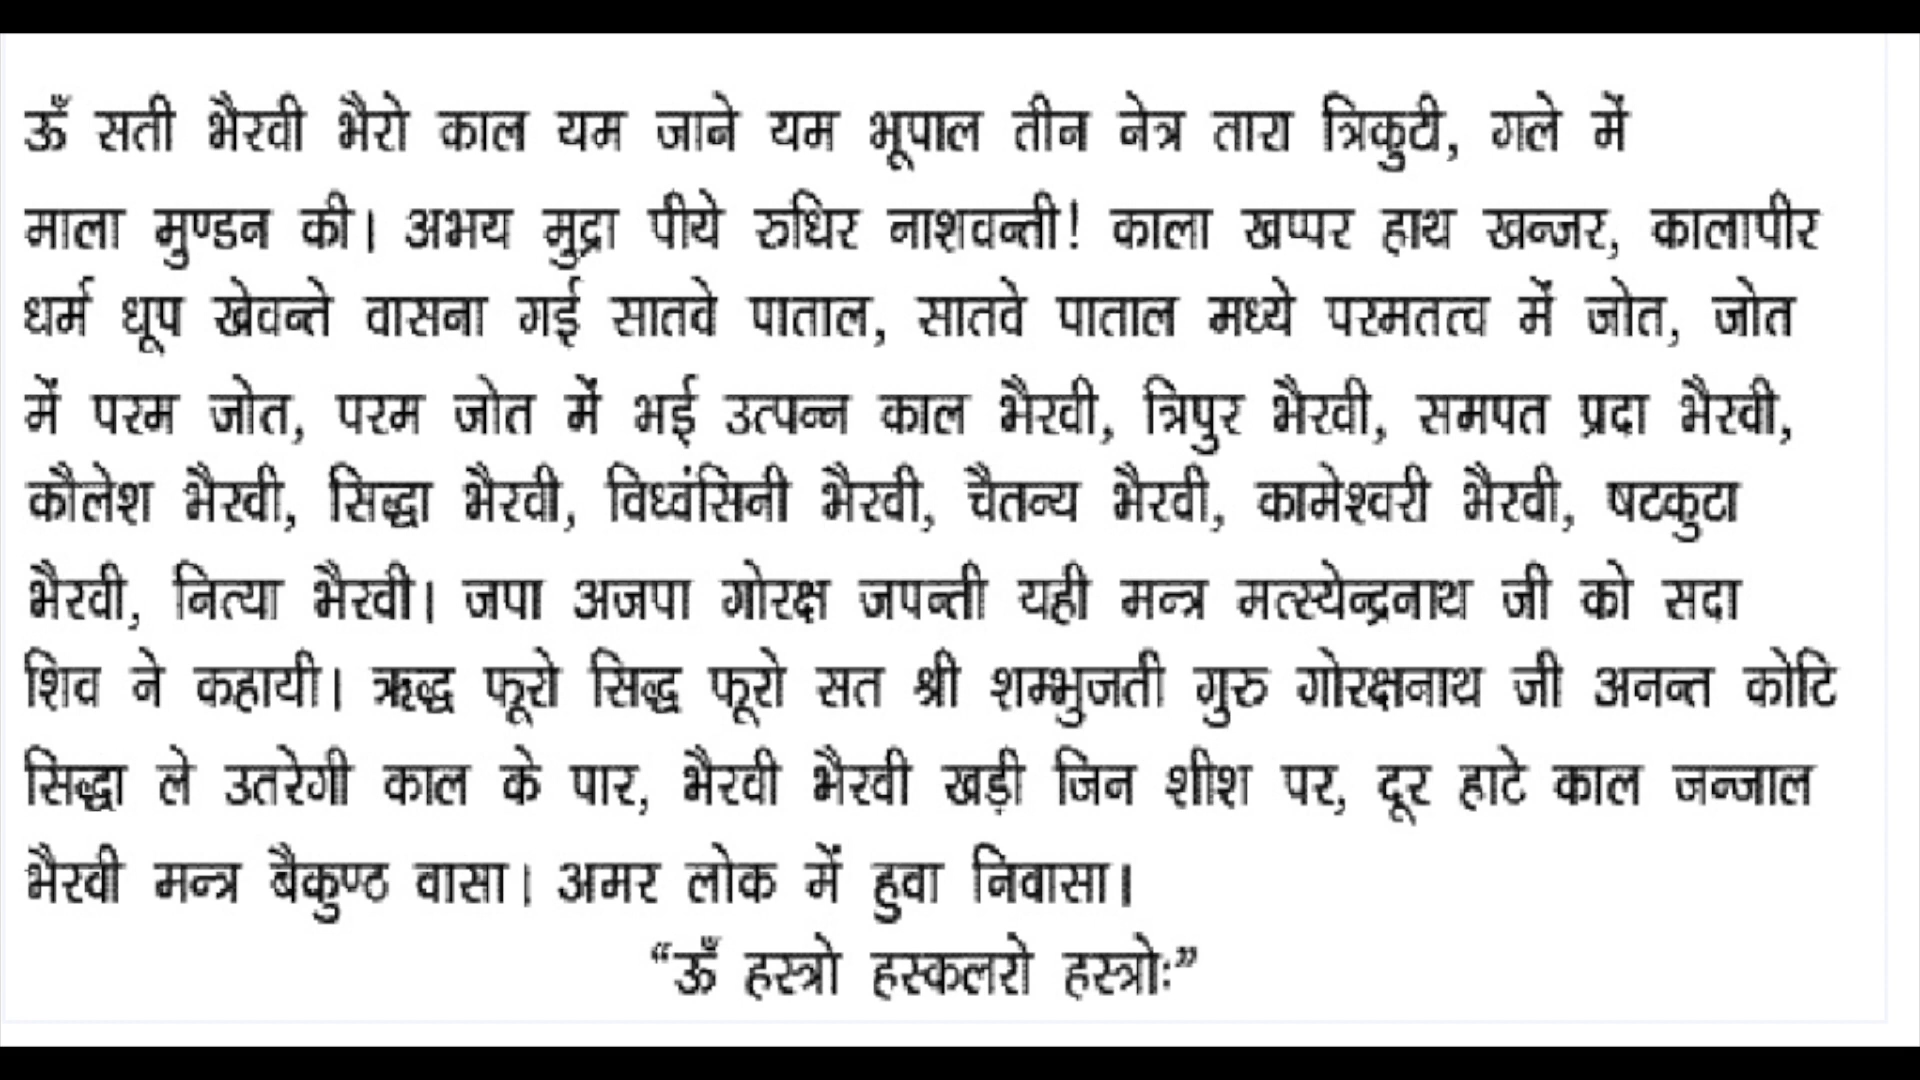 ऊँ सती भैरवी भैरो काल यम जाने यम भूपाल तीन नेत्र तारा त्रिकुटी, गले में
माला मुण्डन की। अभय मुद्रा पीये रुधिर नाशवन्ती! काला खप्पर हाथ खन्जर, कालापीर
धर्म धूप खेवन्ते वासना गई सातवे पाताल, सातवे पाताल मध्ये परमतत्व में जोत, जोत
में परम जोत, परम जोत में भई उत्पन्न काल भैरवी, त्रिपुर भैरवी, समपत प्रदा भैरवी,
कौलेश भैरवी, सिद्धा भैरवी, विध्वंसिनी भैरवी, चैतन्य भैरवी, कामेश्वरी भैरवी, षटकुटा
भैरवी, नित्या भैरवी। जपा अजपा गोरक्ष जपन्ती यही मन्त्र मत्स्येन्द्रनाथ जी को सदा
शिव ने कहायी। ऋद्ध फूरो सिद्ध फूरो सत श्री शम्भुजती गुरु गोरक्षनाथ जी अनन्त कोटि
सिद्धा ले उतरेगी काल के पार, भैरवी भैरवी खड़ी जिन शीश पर, दूर हाटे काल जन्जाल
भैरवी मन्त्र बैकुण्ठ वासा। अमर लोक में हुवा निवासा।
“ऊँ हस्त्रो हस्कलरो हस्त्रोः”